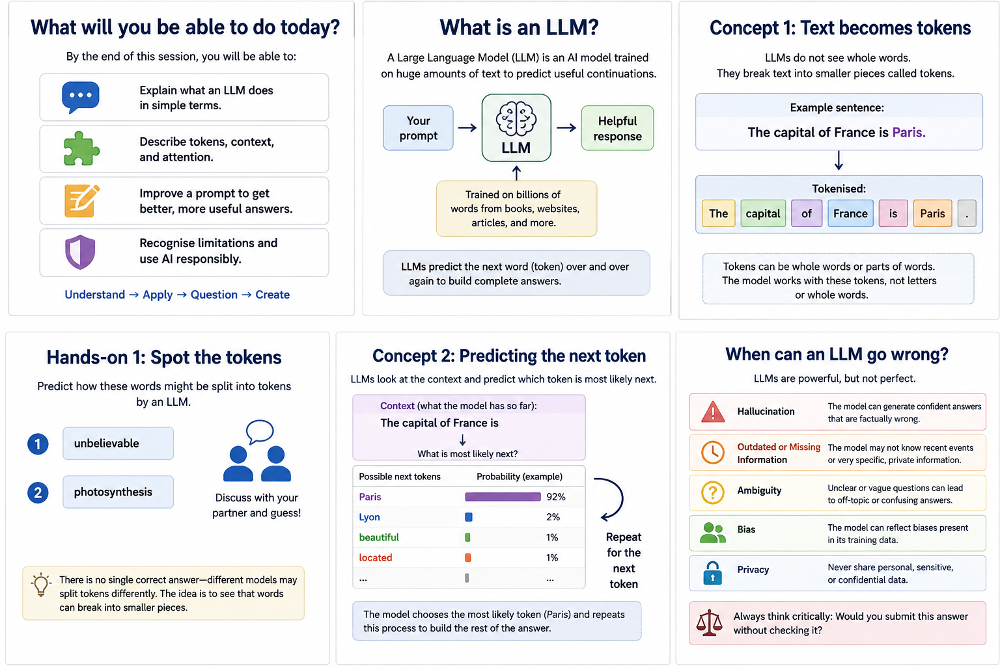 What will you be able to do today?
By the end of this session, you will be able to:
Explain what an LLM does
in simple terms.
Describe tokens, context,
and attention.
Improve a prompt to get
better, more useful answers.
Recognise limitations and
use AI responsibly.
Understand → Apply → Question → Create
What is an LLM?
A Large Language Model (LLM) is an AI model trained
on huge amounts of text to predict useful continuations.
Your
prompt
LLM
Helpful
response
Trained on billions of
words from books, websites,
articles, and more.
LLMs predict the next word (token) over and over
again to build complete answers.
Concept 1: Text becomes tokens
LLMs do not see whole words.
They break text into smaller pieces called tokens.
Example sentence:
The capital of France is Paris.
Tokenised:
The capital of France is Paris .
Tokens can be whole words or parts of words.
The model works with these tokens, not letters
or whole words.
Hands-on 1: Spot the tokens
Predict how these words might be split into tokens
by an LLM.
1 unbelievable
2 photosynthesis
Discuss with your
partner and guess!
There is no single correct answer—different models may
split tokens differently. The idea is to see that words
can break into smaller pieces.
Concept 2: Predicting the next token
LLMs look at the context and predict which token is most likely next.
Context (what the model has so far):
The capital of France is
What is most likely next?
Possible next tokens Probability (example)
Paris 92%
Lyon 2%
beautiful 1%
located 1%
... ...
Repeat
for the
next
token
The model chooses the most likely token (Paris) and repeats
this process to build the rest of the answer.
When can an LLM go wrong?
LLMs are powerful, but not perfect.
Hallucination
The model can generate confident answers
that are factually wrong.
Outdated or Missing
Information
The model may not know recent events
or very specific, private information.
?
Ambiguity
Unclear or vague questions can lead
to off-topic or confusing answers.
Bias
The model can reflect biases present
in its training data.
Privacy
Never share personal, sensitive,
or confidential data.
Always think critically: Would you submit this answer
without checking it?